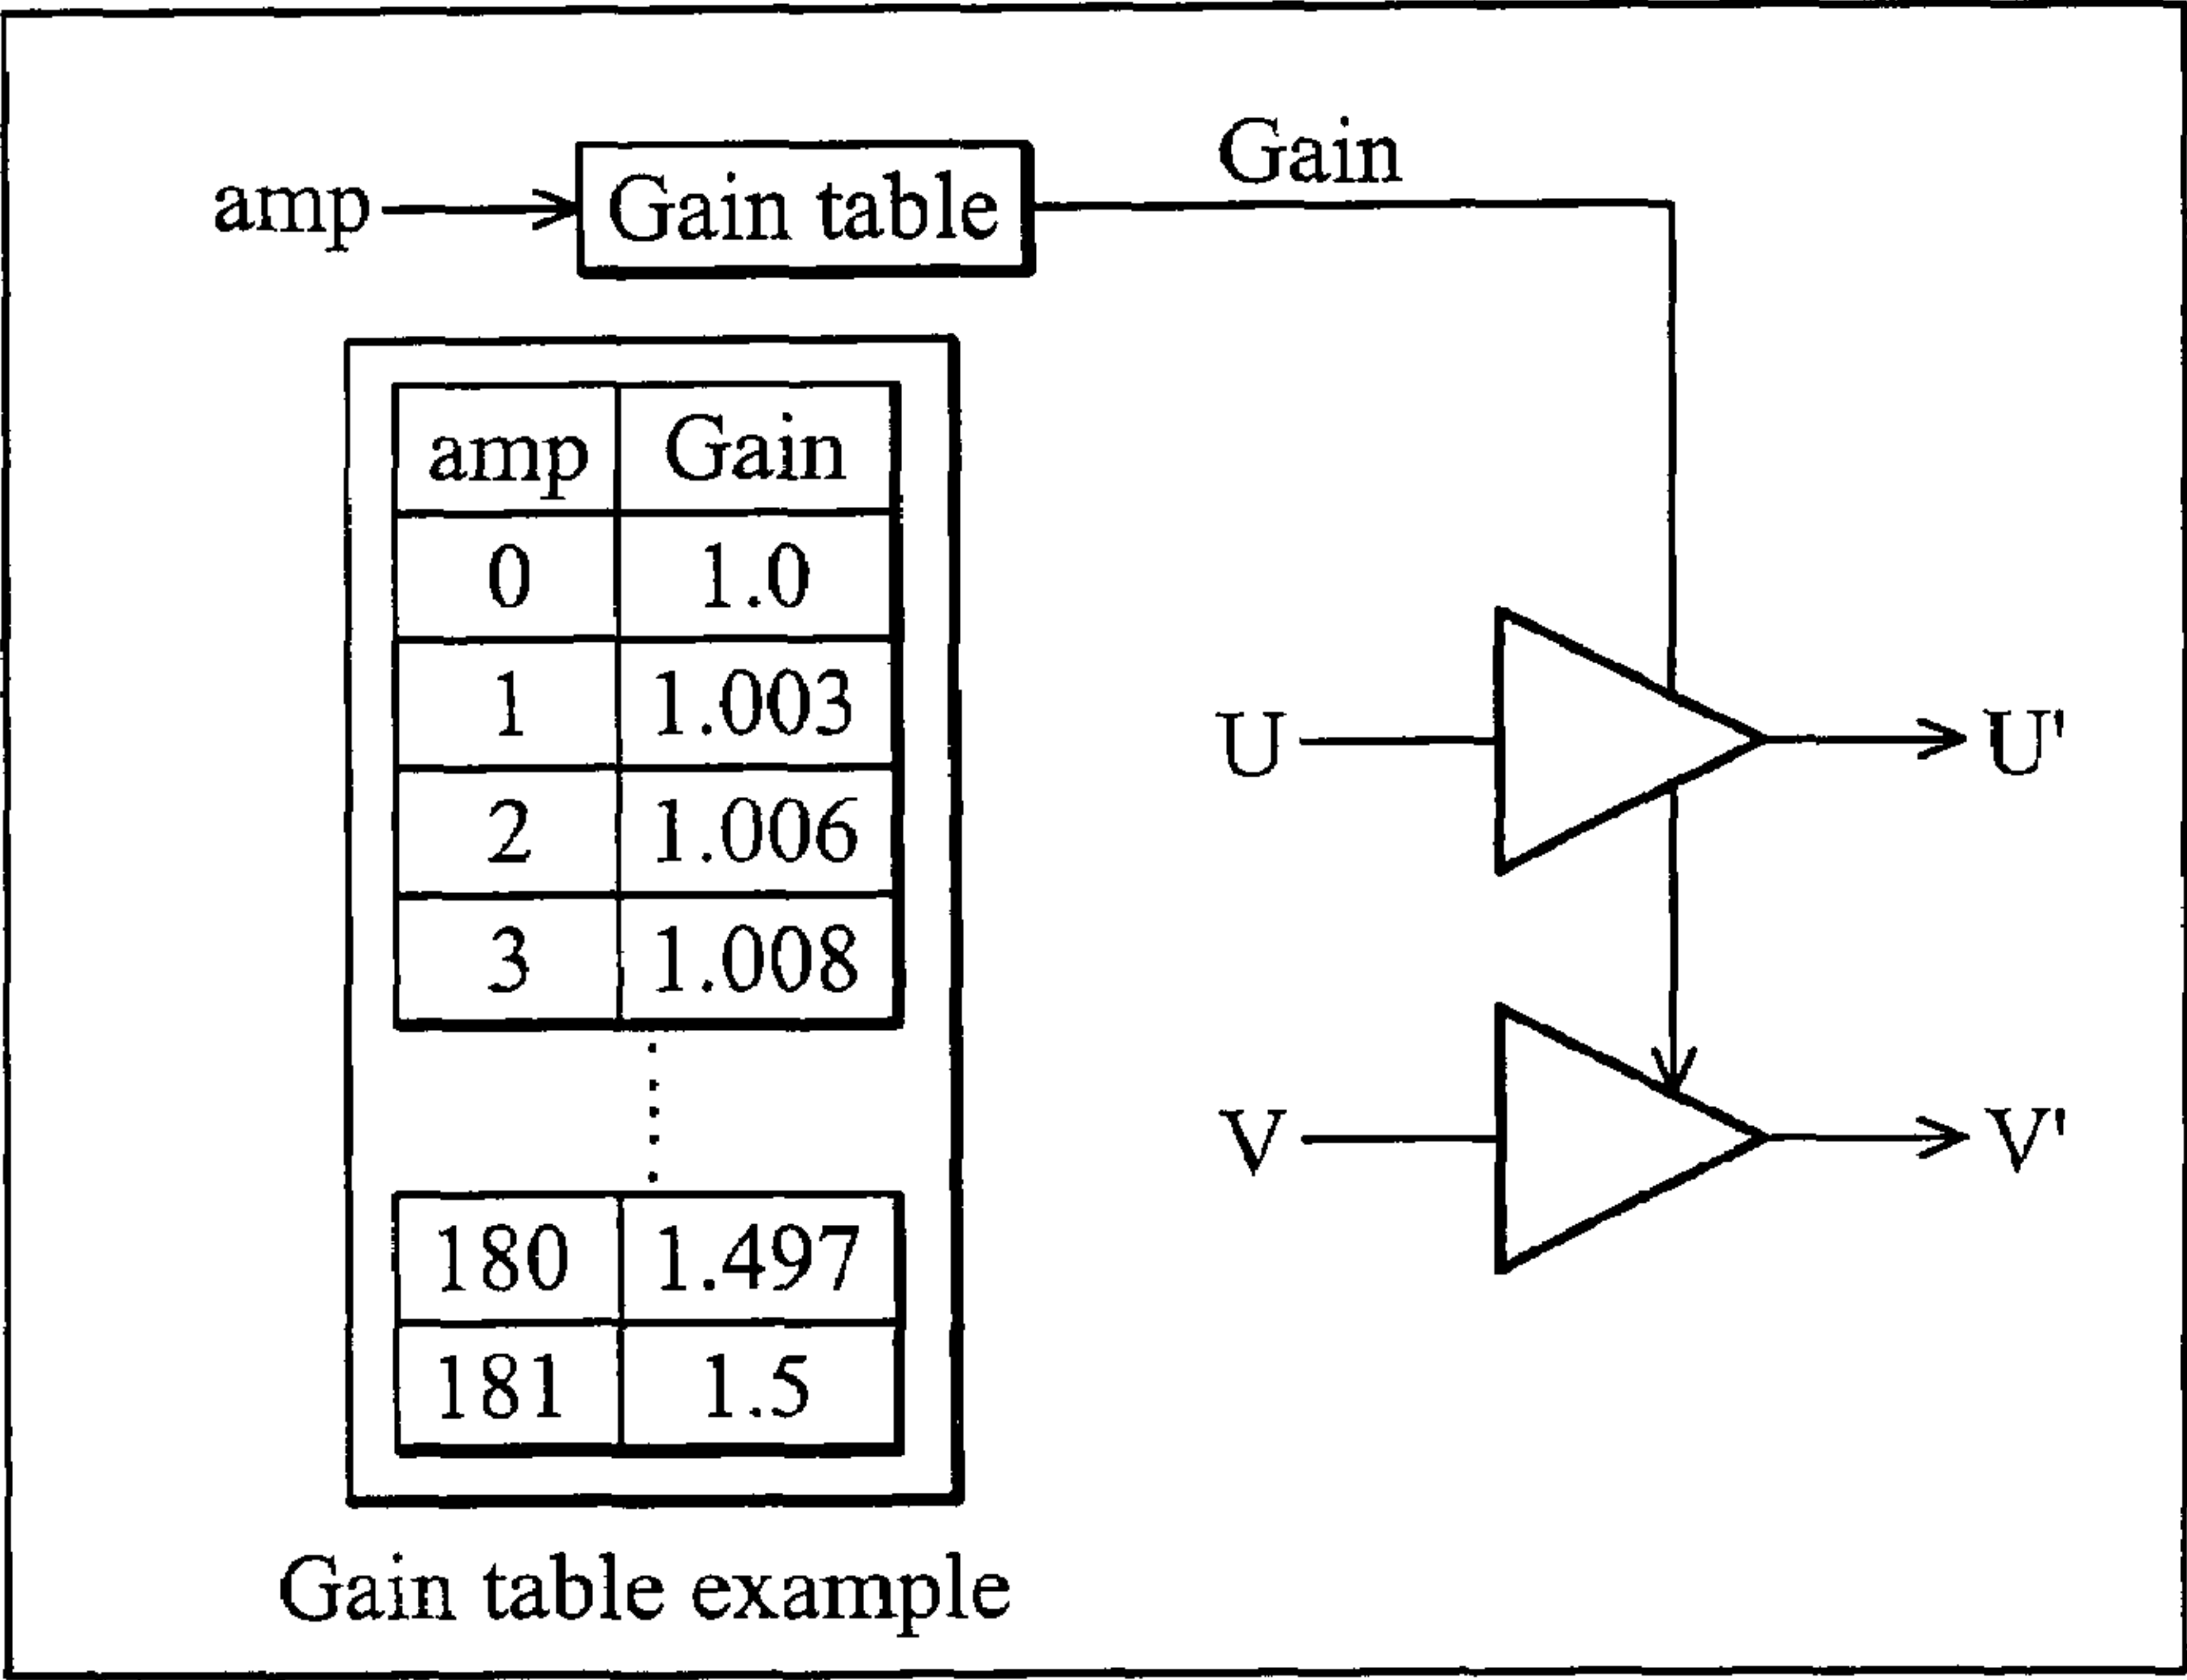 Gain
amp Gain table
amp Gain
0 1.0
1 1.003
2 1.006
3 1.008
180 1.497
181 1.5
U U'
V V'
Gain table example